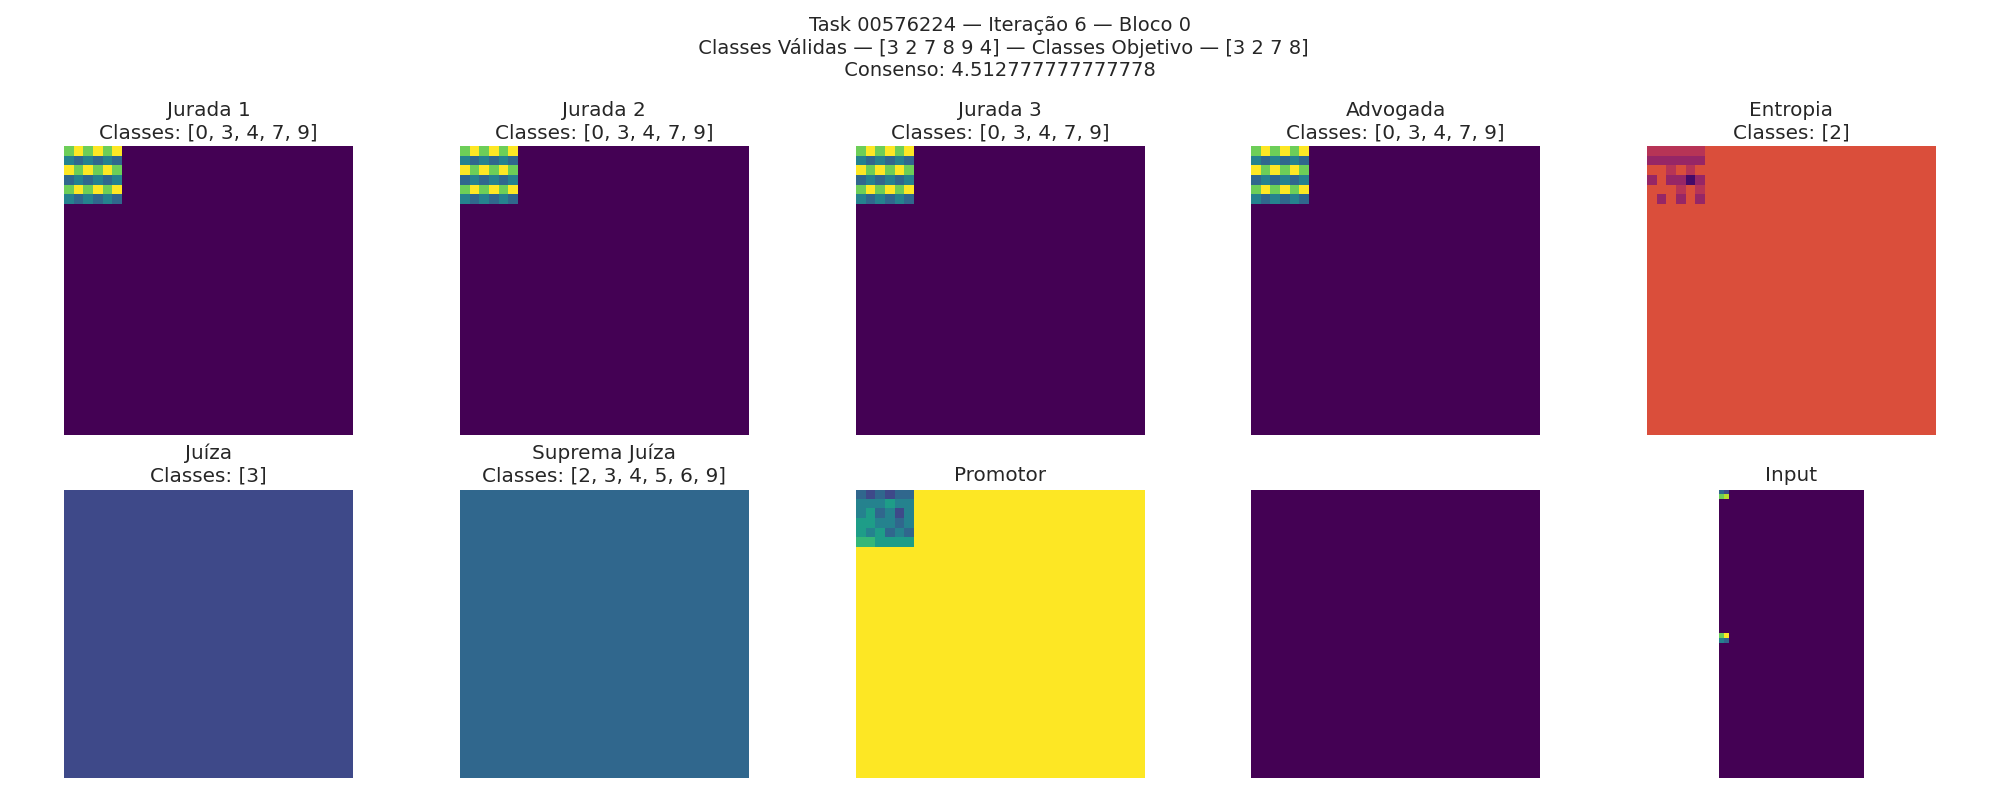 Task 00576224 — Iteração 6 — Bloco 0
Classes Válidas — [3 2 7 8 9 4] — Classes Objetivo — [3 2 7 8]
Consenso: 4.512777777777778
Jurada 1
Classes: [0, 3, 4, 7, 9]
Jurada 2
Classes: [0, 3, 4, 7, 9]
Jurada 3
Classes: [0, 3, 4, 7, 9]
Advogada
Classes: [0, 3, 4, 7, 9]
Entropia
Classes: [2]
Juíza
Classes: [3]
Suprema Juíza
Classes: [2, 3, 4, 5, 6, 9]
Promotor
Input